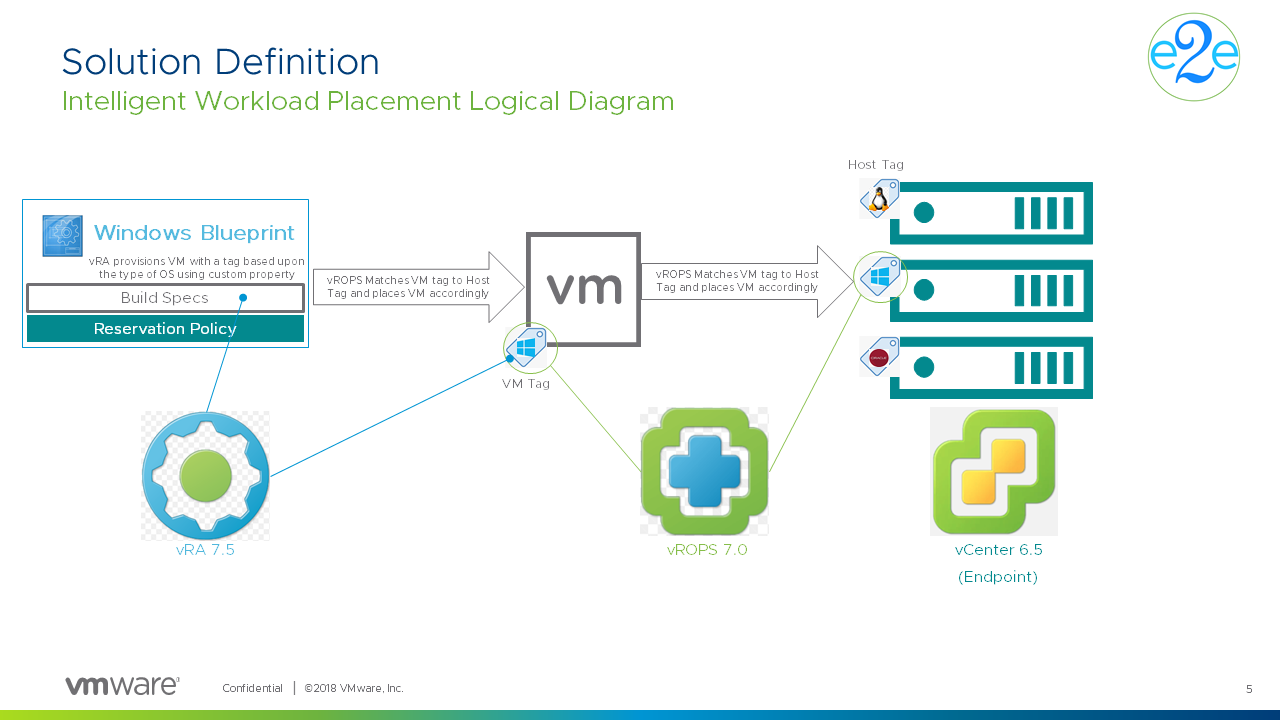 Solution Definition
Intelligent Workload Placement Logical Diagram
e2e
Host Tag
Windows Blueprint
vRA provisions VM with a tag based upon
the type of OS using custom property
Build Specs
Reservation Policy
vROPS Matches VM tag to Host
Tag and places VM accordingly
vm
vROPS Matches VM tag to Host
Tag and places VM accordingly
ORACLE
VM Tag
vRA 7.5
vROPS 7.0
vCenter 6.5
(Endpoint)
vmware
Confidential | ©2018 VMware, Inc.
5